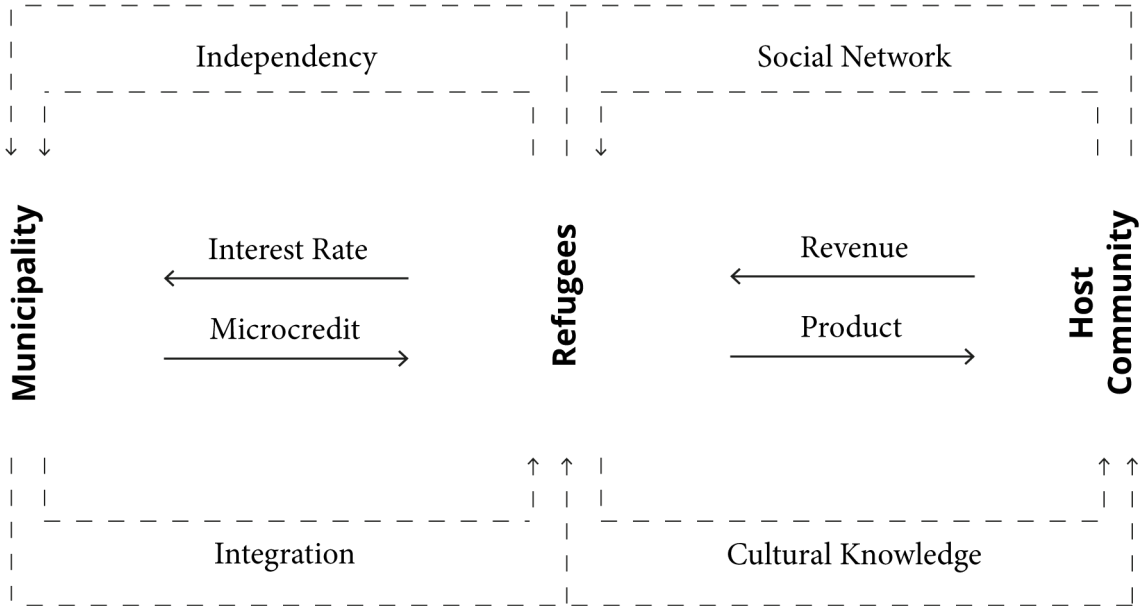 Independency
Social Network
Municipality
Interest Rate
Microcredit
Refugees
Revenue
Product
Host
Community
Integration
Cultural Knowledge